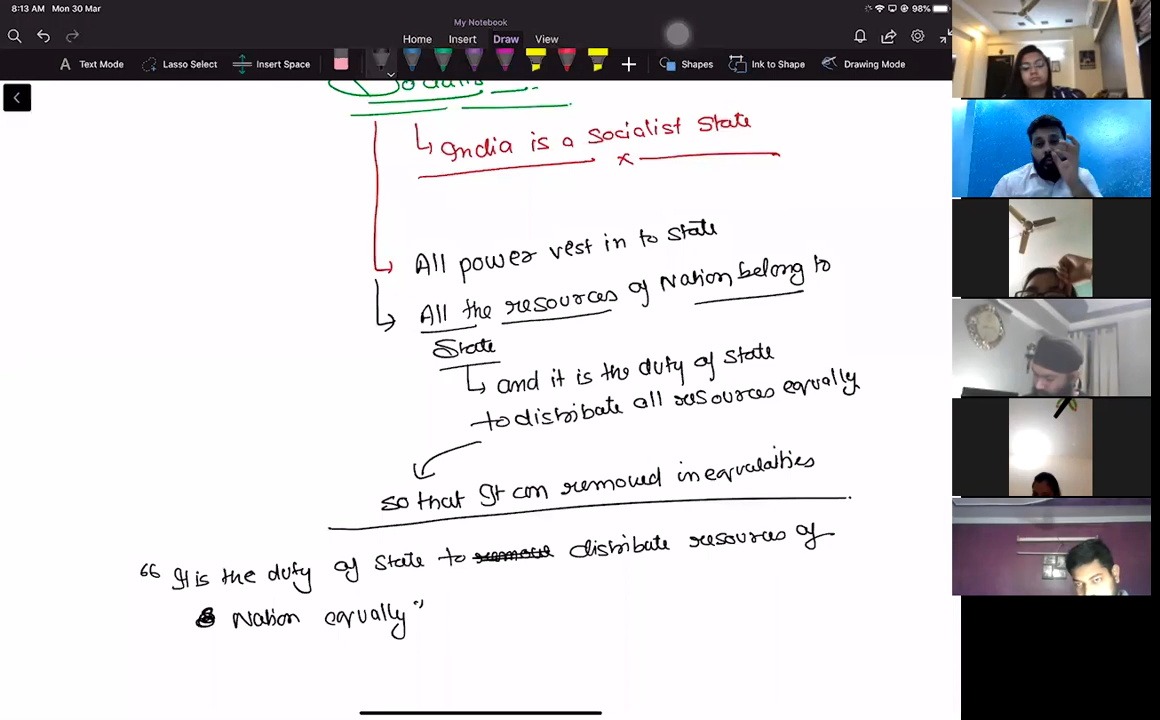 8:13 AM Mon 30 Mar
98%
My Notebook
Home Insert Draw View
Text Mode Lasso Select Insert Space Shapes Ink to Shape Drawing Mode
India is a Socialist State
x
All power vest in to state
All the resources of Nation belong to
State
and it is the duty of state
to distribate all resources equally
so that It can removed inequalaities
"It is the duty of State to distribate resources of
Nation equally"